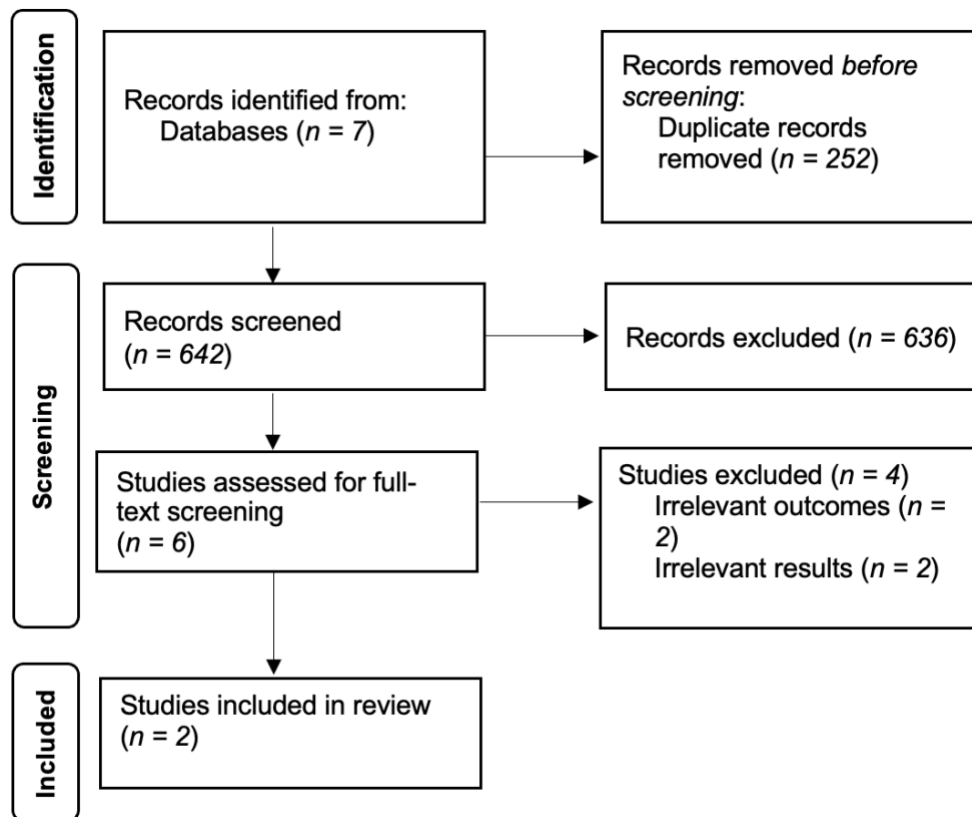 Identification
Records identified from:
Databases (n = 7)
Records removed before
screening:
Duplicate records
removed (n = 252)
Screening
Records screened
(n = 642)
Records excluded (n = 636)
Studies assessed for full-
text screening
(n = 6)
Studies excluded (n = 4)
Irrelevant outcomes (n =
2)
Irrelevant results (n = 2)
Included
Studies included in review
(n = 2)